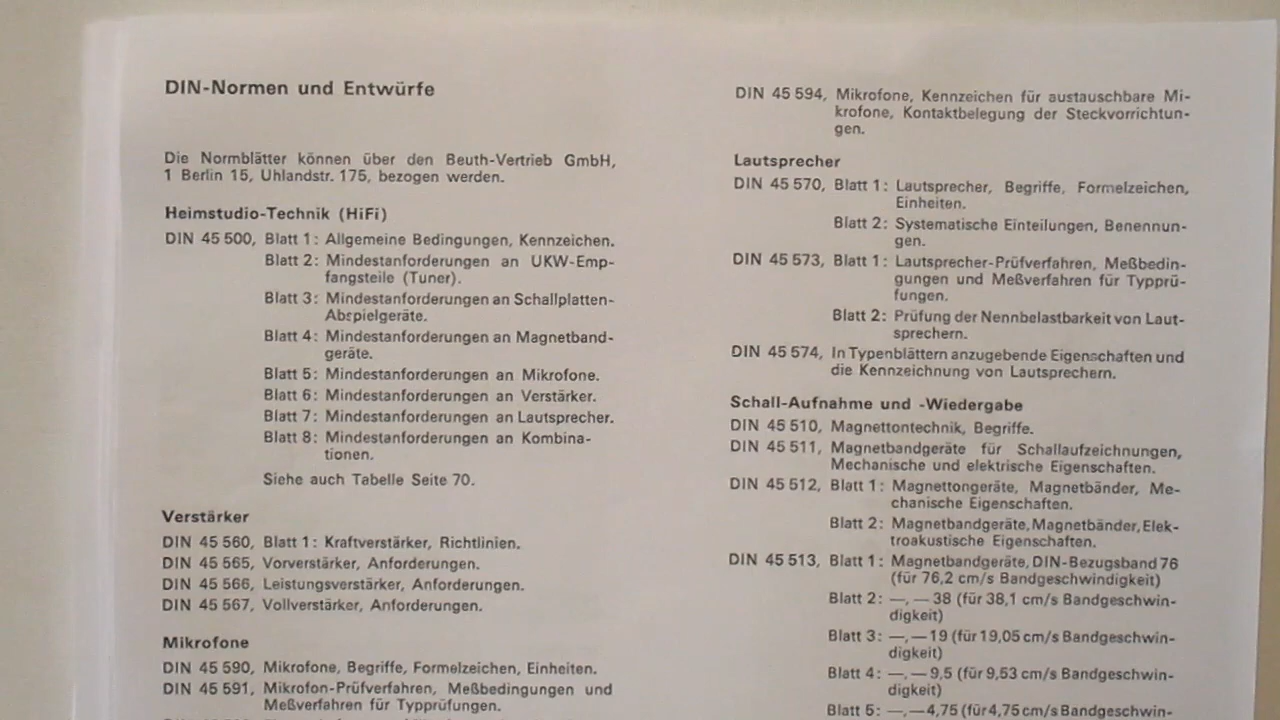 DIN-Normen und Entwürfe
Die Normblätter können über den Beuth-Vertrieb GmbH,
1 Berlin 15, Uhlandstr. 175, bezogen werden.
Heimstudio-Technik (HiFi)
DIN 45 500, Blatt 1: Allgemeine Bedingungen, Kennzeichen.
Blatt 2: Mindestanforderungen an UKW-Emp-
fangsteile (Tuner).
Blatt 3: Mindestanforderungen an Schallplatten-
Abspielgeräte.
Blatt 4: Mindestanforderungen an Magnetband-
geräte.
Blatt 5: Mindestanforderungen an Mikrofone.
Blatt 6: Mindestanforderungen an Verstärker.
Blatt 7: Mindestanforderungen an Lautsprecher.
Blatt 8: Mindestanforderungen an Kombina-
tionen.
Siehe auch Tabelle Seite 70.
Verstärker
DIN 45 560, Blatt 1: Kraftverstärker, Richtlinien.
DIN 45 565, Vorverstärker, Anforderungen.
DIN 45 566, Leistungsverstärker, Anforderungen.
DIN 45 567, Vollverstärker, Anforderungen.
Mikrofone
DIN 45 590, Mikrofone, Begriffe, Formelzeichen, Einheiten.
DIN 45 591, Mikrofon-Prüfverfahren, Meßbedingungen und
Meßverfahren für Typprüfungen.
DIN 45 594, Mikrofone, Kennzeichen für austauschbare Mi-
krofone, Kontaktbelegung der Steckvorrichtun-
gen.
Lautsprecher
DIN 45 570, Blatt 1: Lautsprecher, Begriffe, Formelzeichen,
Einheiten.
Blatt 2: Systematische Einteilungen, Benennun-
gen.
DIN 45 573, Blatt 1: Lautsprecher-Prüfverfahren, Meßbedin-
gungen und Meßverfahren für Typprü-
fungen.
Blatt 2: Prüfung der Nennbelastbarkeit von Laut-
sprechern.
DIN 45 574, In Typenblättern anzugebende Eigenschaften und
die Kennzeichnung von Lautsprechern.
Schall-Aufnahme und -Wiedergabe
DIN 45 510, Magnettontechnik, Begriffe.
DIN 45 511, Magnetbandgeräte für Schallaufzeichnungen,
Mechanische und elektrische Eigenschaften.
DIN 45 512, Blatt 1: Magnettongeräte, Magnetbänder, Me-
chanische Eigenschaften.
Blatt 2: Magnetbandgeräte, Magnetbänder, Elek-
troakustische Eigenschaften.
DIN 45 513, Blatt 1: Magnetbandgeräte, DIN-Bezugsband 76
(für 76,2 cm/s Bandgeschwindigkeit)
Blatt 2: —,— 38 (für 38,1 cm/s Bandgeschwin-
digkeit)
Blatt 3: —,— 19 (für 19,05 cm/s Bandgeschwin-
digkeit)
Blatt 4: —,— 9,5 (für 9,53 cm/s Bandgeschwin-
digkeit)
Blatt 5: —,— 4,75 (für 4,75 cm/s Bandgeschwin-